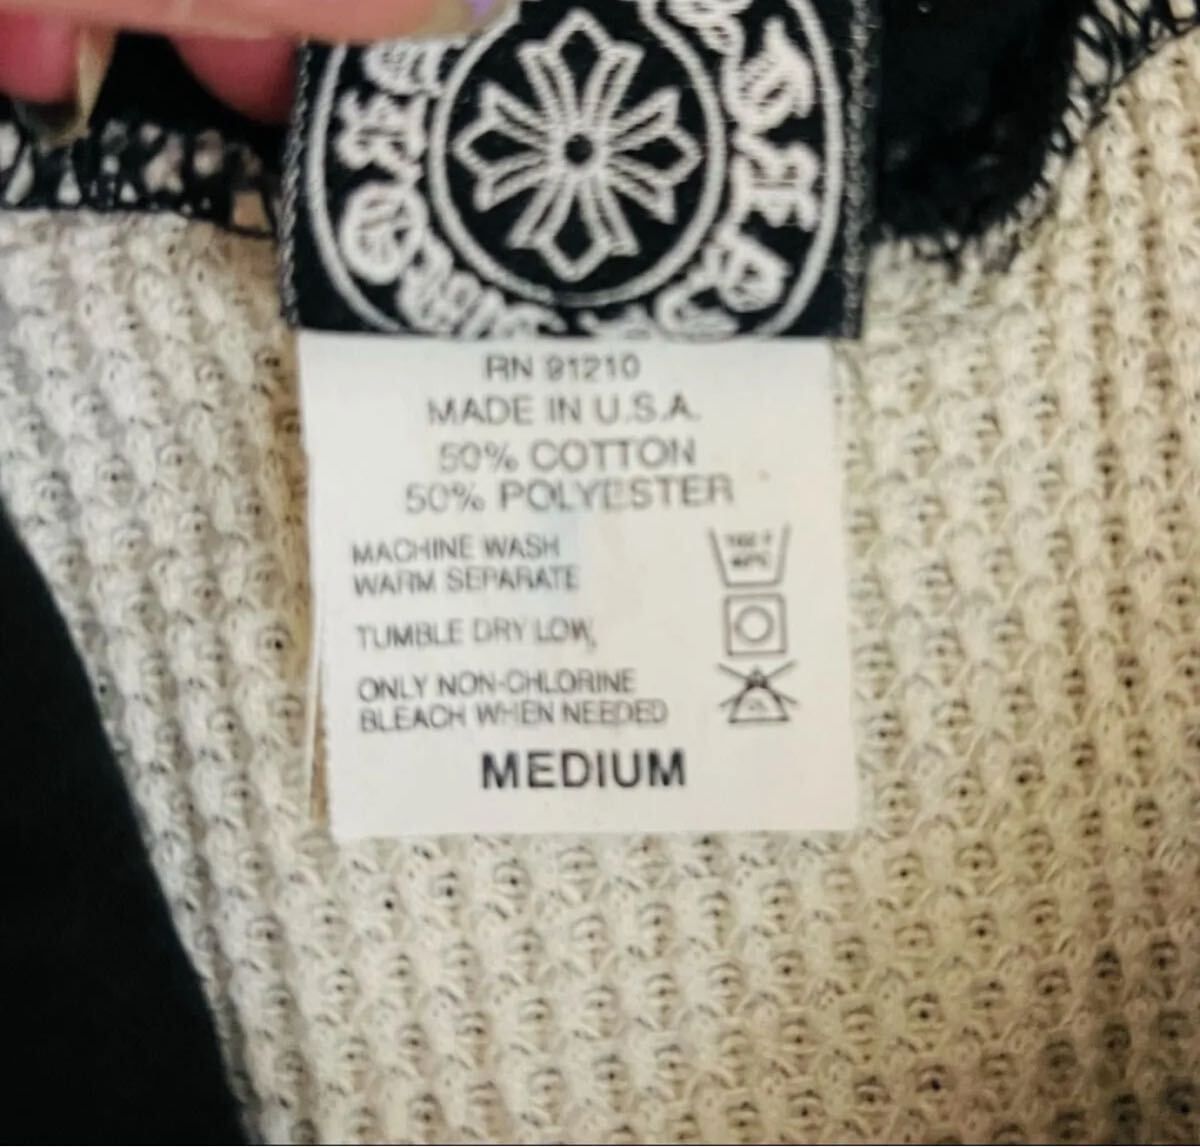 RN 91210
MADE IN U.S.A.
50% COTTON
50% POLYESTER
MACHINE WASH
WARM SEPARATE
TUMBLE DRY LOW,
ONLY NON-CHLORINE
BLEACH WHEN NEEDED
MEDIUM